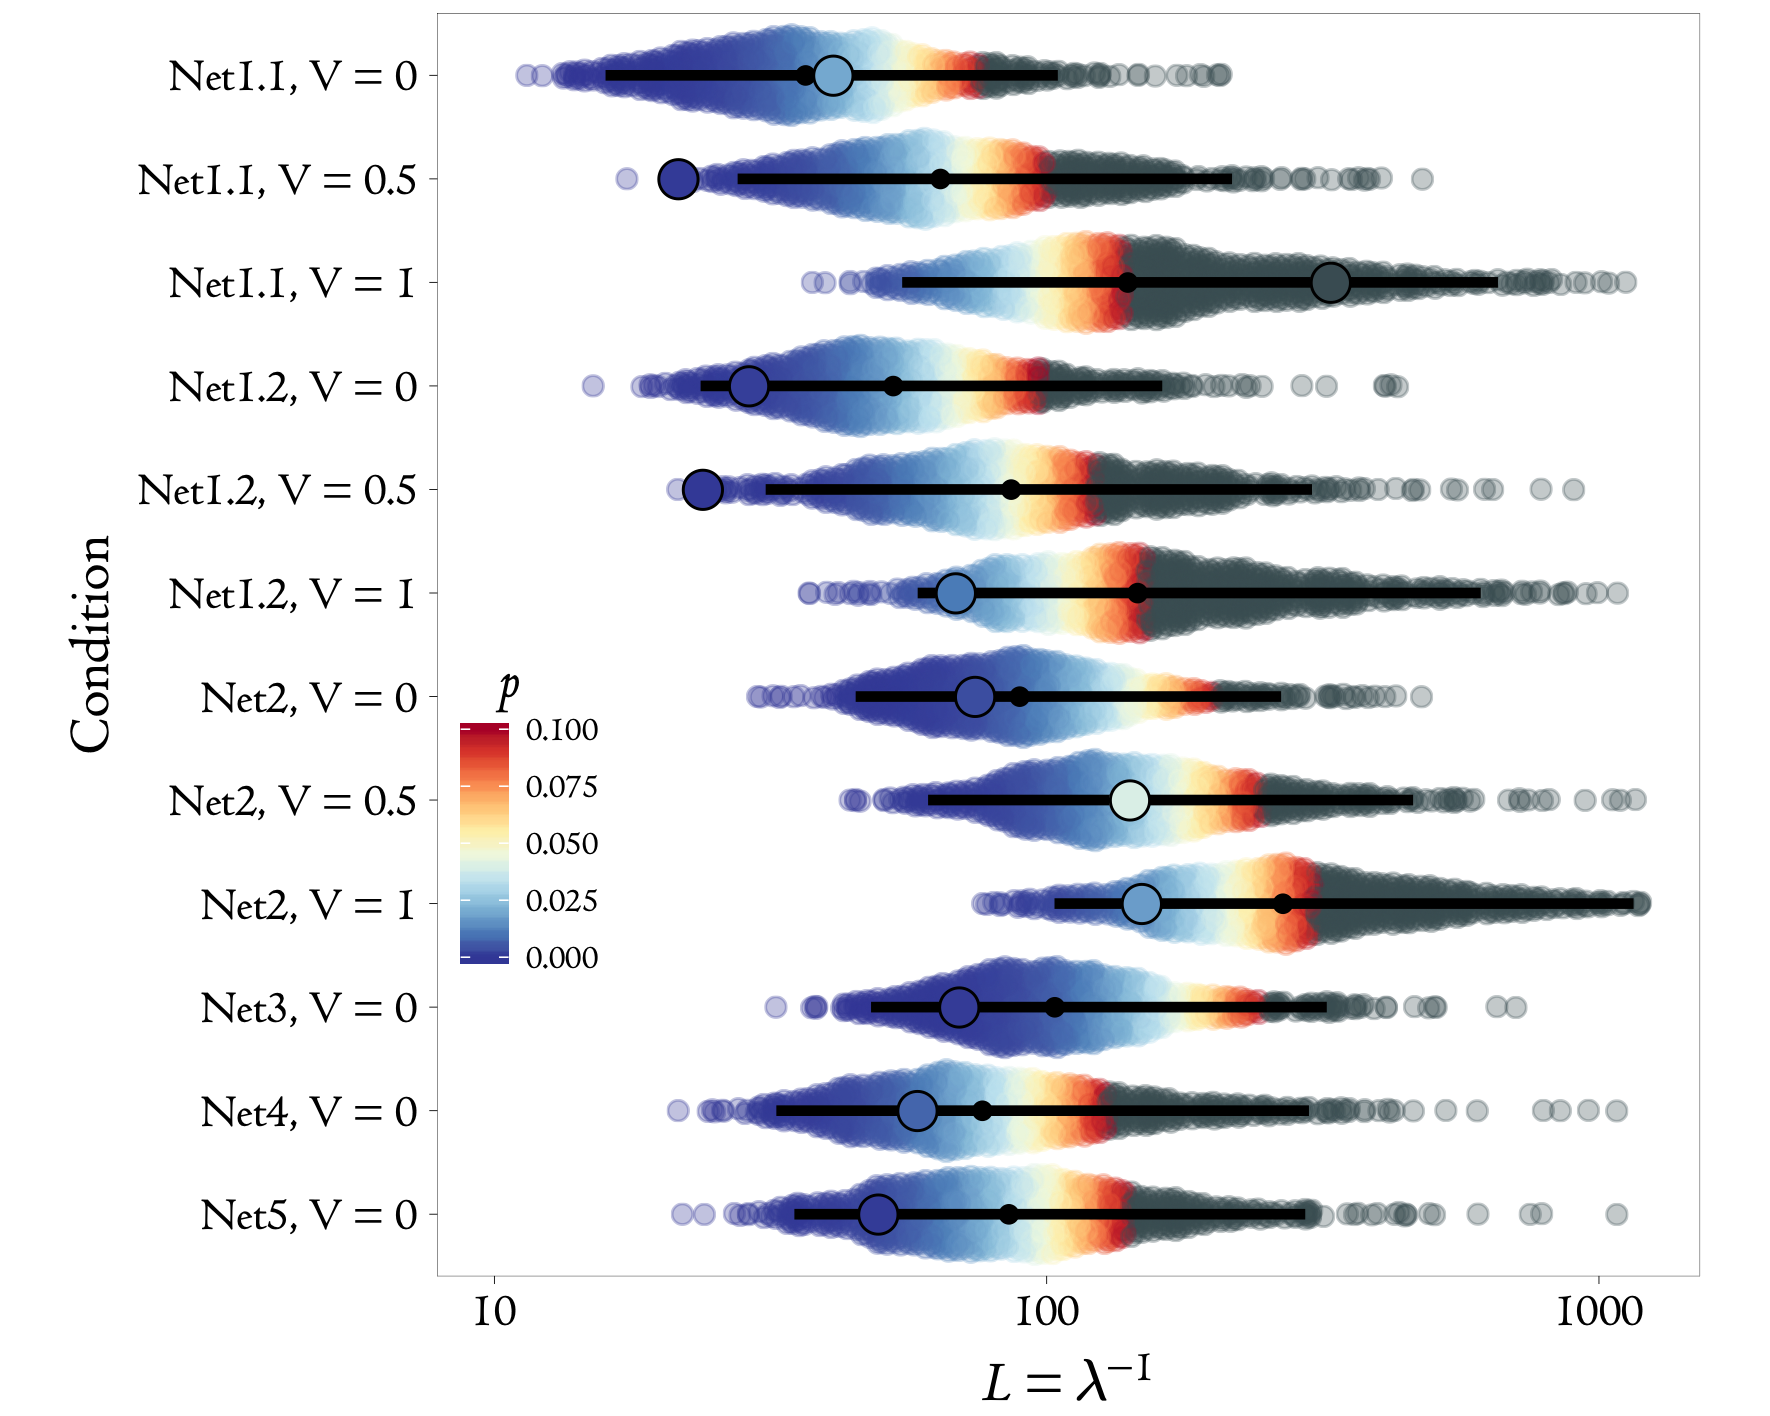 Net1.1, V = 0
Net1.1, V = 0.5
Net1.1, V = 1
Net1.2, V = 0
Net1.2, V = 0.5
Net1.2, V = 1
Net2, V = 0
Net2, V = 0.5
Net2, V = 1
Net3, V = 0
Net4, V = 0
Net5, V = 0
Condition
p
0.100
0.075
0.050
0.025
0.000
10 100 1000
L = λ⁻¹